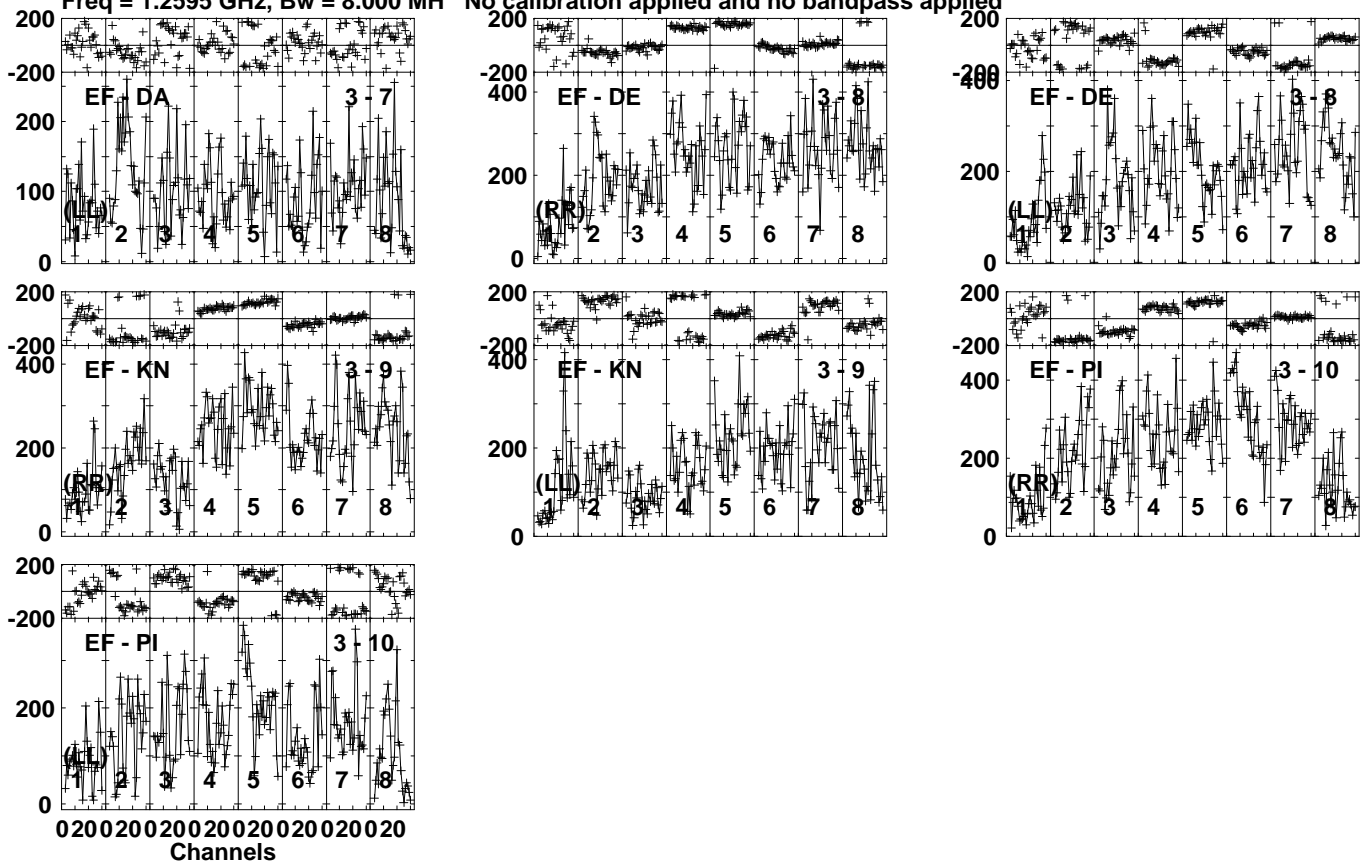 Freq = 1.2595 GHz, Bw = 8.000 MH No calibration applied and no bandpass applied
200
-200
EF - DA 3 - 7
200
100
0
(LL)
1 2 3 4 5 6 7 8
200
-200
EF - DE 3 - 8
400
200
0
(RR)
1 2 3 4 5 6 7 8
200
-200
EF - DE 3 - 8
400
200
0
(LL)
1 2 3 4 5 6 7 8
200
-200
EF - KN 3 - 9
400
200
0
(RR)
1 2 3 4 5 6 7 8
200
-200
EF - KN 3 - 9
400
200
0
(LL)
1 2 3 4 5 6 7 8
200
-200
EF - PI 3 - 10
400
200
0
(RR)
1 2 3 4 5 6 7 8
200
-200
EF - PI 3 - 10
200
0
(LL)
1 2 3 4 5 6 7 8
0 20 0 20 0 20 0 20 0 20 0 20 0 20 0 20
Channels